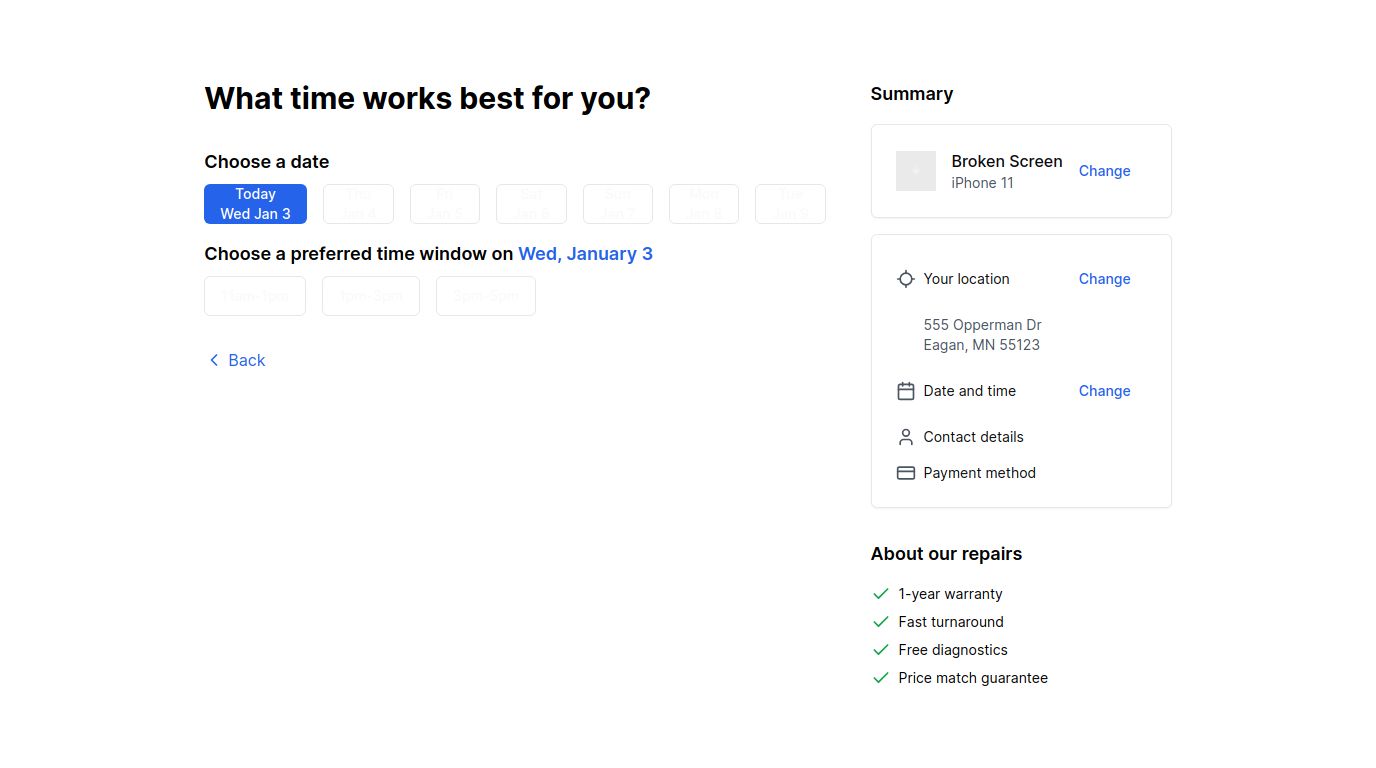 What time works best for you?
Choose a date
Today
Wed Jan 3
Thu
Jan 4
Fri
Jan 5
Sat
Jan 6
Sun
Jan 7
Mon
Jan 8
Tue
Jan 9
Choose a preferred time window on Wed, January 3
11am-1pm
1pm-3pm
3pm-5pm
Back
Summary
Broken Screen
iPhone 11
Change
Your location
Change
555 Opperman Dr
Eagan, MN 55123
Date and time
Change
Contact details
Payment method
About our repairs
1-year warranty
Fast turnaround
Free diagnostics
Price match guarantee